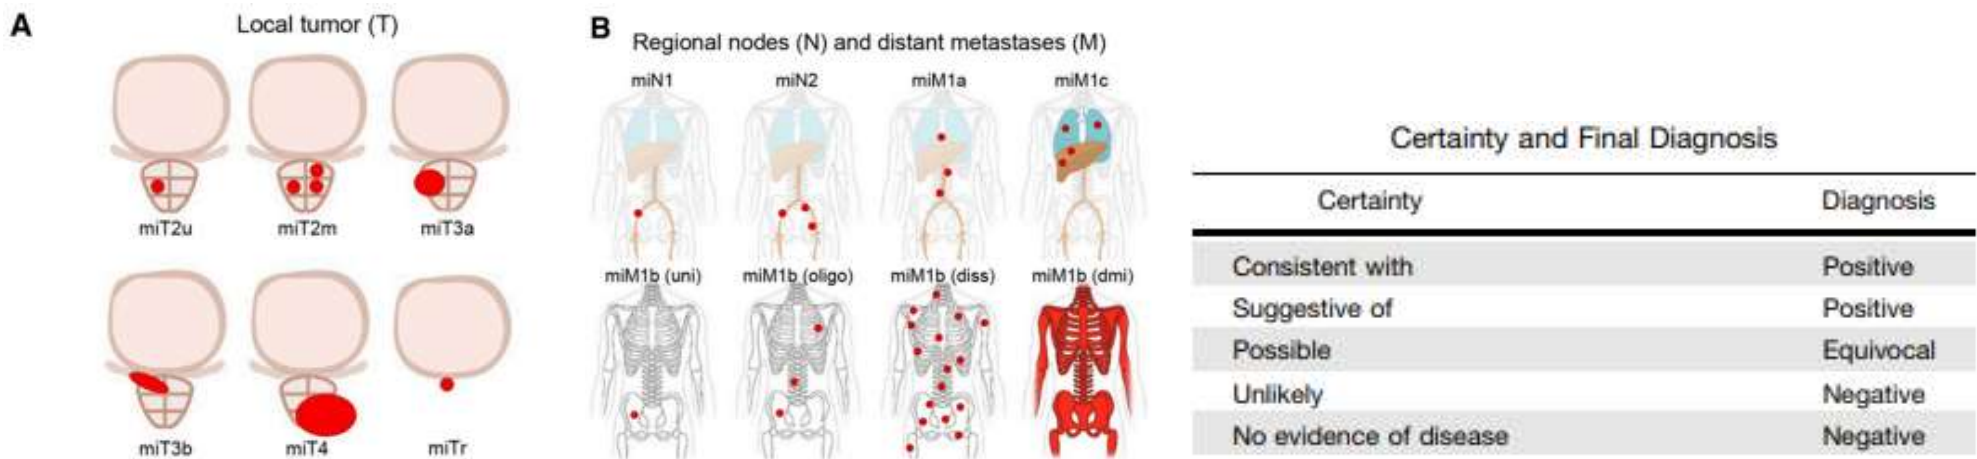 A
Local tumor (T)
miT2u
miT2m
miT3a
miT3b
miT4
miTr
B
Regional nodes (N) and distant metastases (M)
miN1
miN2
miM1a
miM1c
miM1b (uni)
miM1b (oligo)
miM1b (diss)
miM1b (dmi)
Certainty and Final Diagnosis
Certainty Diagnosis
Consistent with Positive
Suggestive of Positive
Possible Equivocal
Unlikely Negative
No evidence of disease Negative